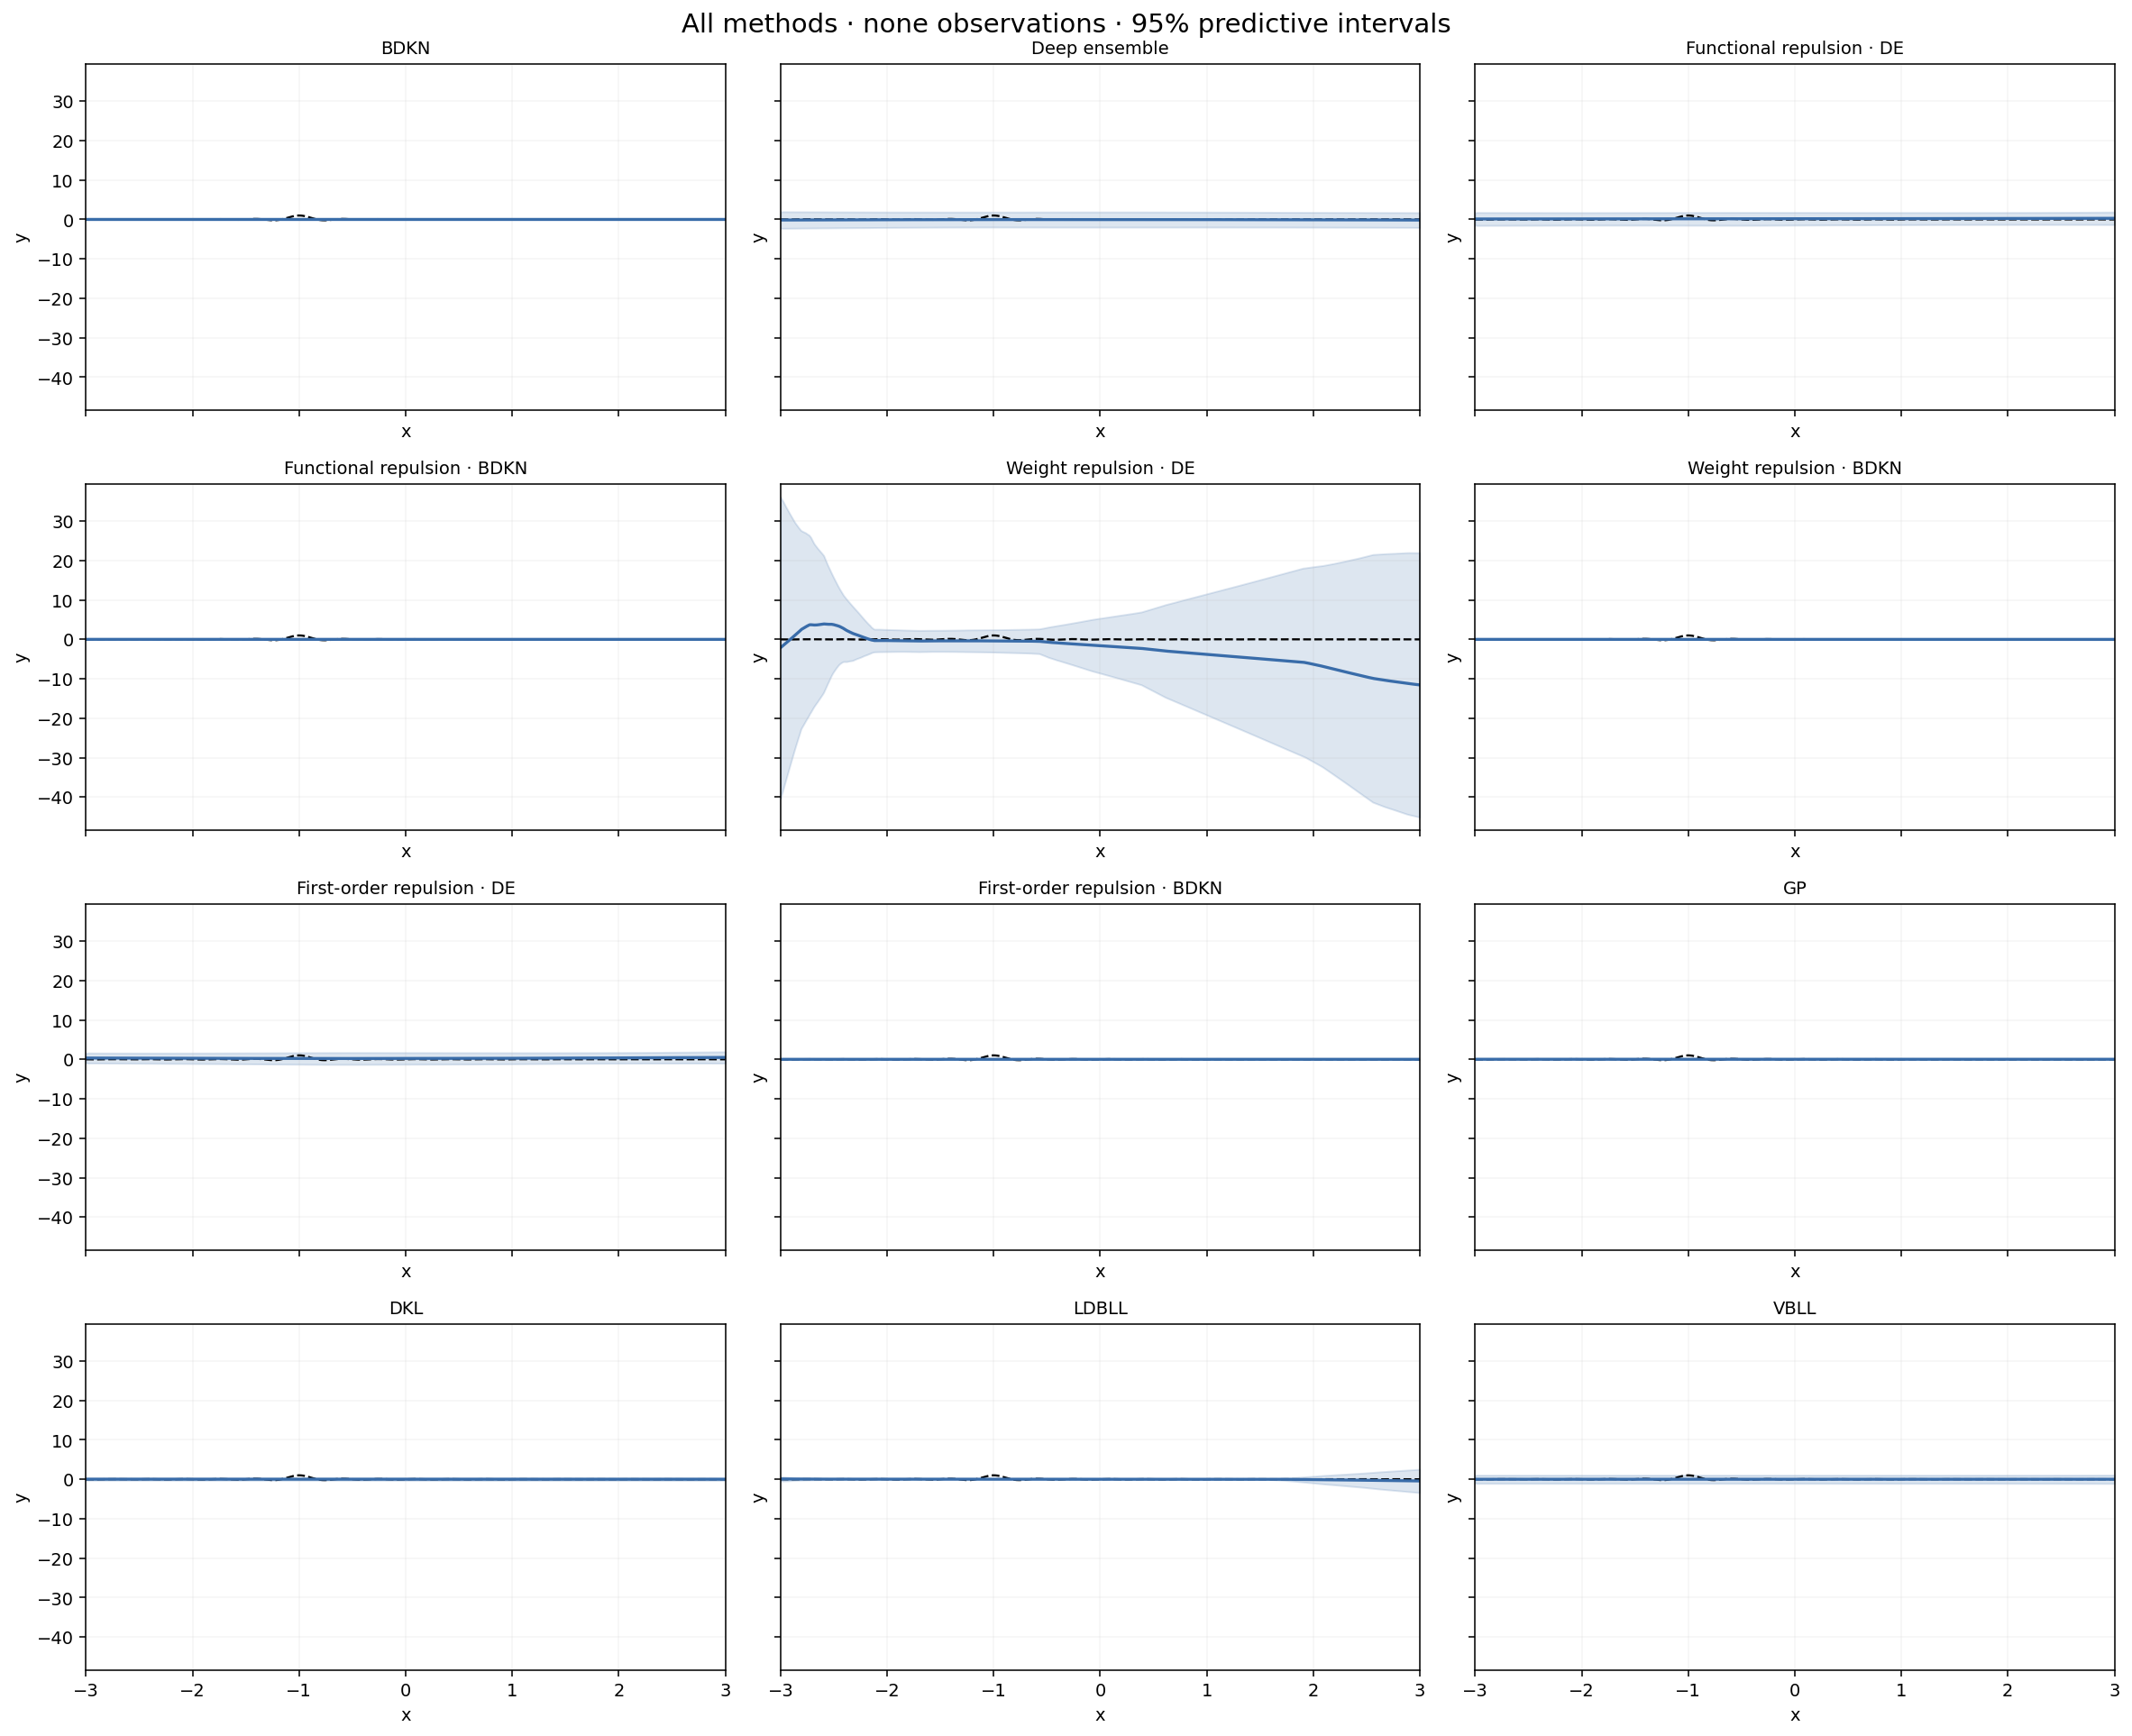 All methods · none observations · 95% predictive intervals
BDKN
Deep ensemble
Functional repulsion · DE
30
20
10
0
−10
−20
−30
−40
y
y
y
x
x
x
Functional repulsion · BDKN
Weight repulsion · DE
Weight repulsion · BDKN
30
20
10
0
−10
−20
−30
−40
y
y
y
x
x
x
First-order repulsion · DE
First-order repulsion · BDKN
GP
30
20
10
0
−10
−20
−30
−40
y
y
y
x
x
x
DKL
LDBLL
VBLL
30
20
10
0
−10
−20
−30
−40
y
y
y
−3 −2 −1 0 1 2 3
−3 −2 −1 0 1 2 3
−3 −2 −1 0 1 2 3
x
x
x